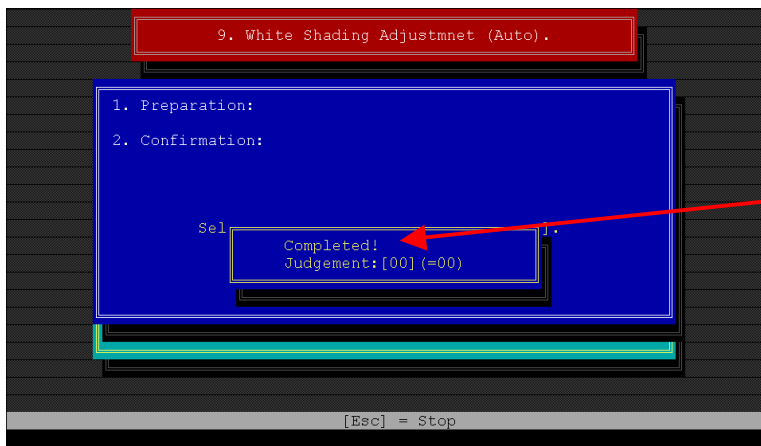 9. White Shading Adjustmnet (Auto).
1. Preparation:
2. Confirmation:
Sel ].
Completed!
Judgement:[00](=00)
[Esc] = Stop